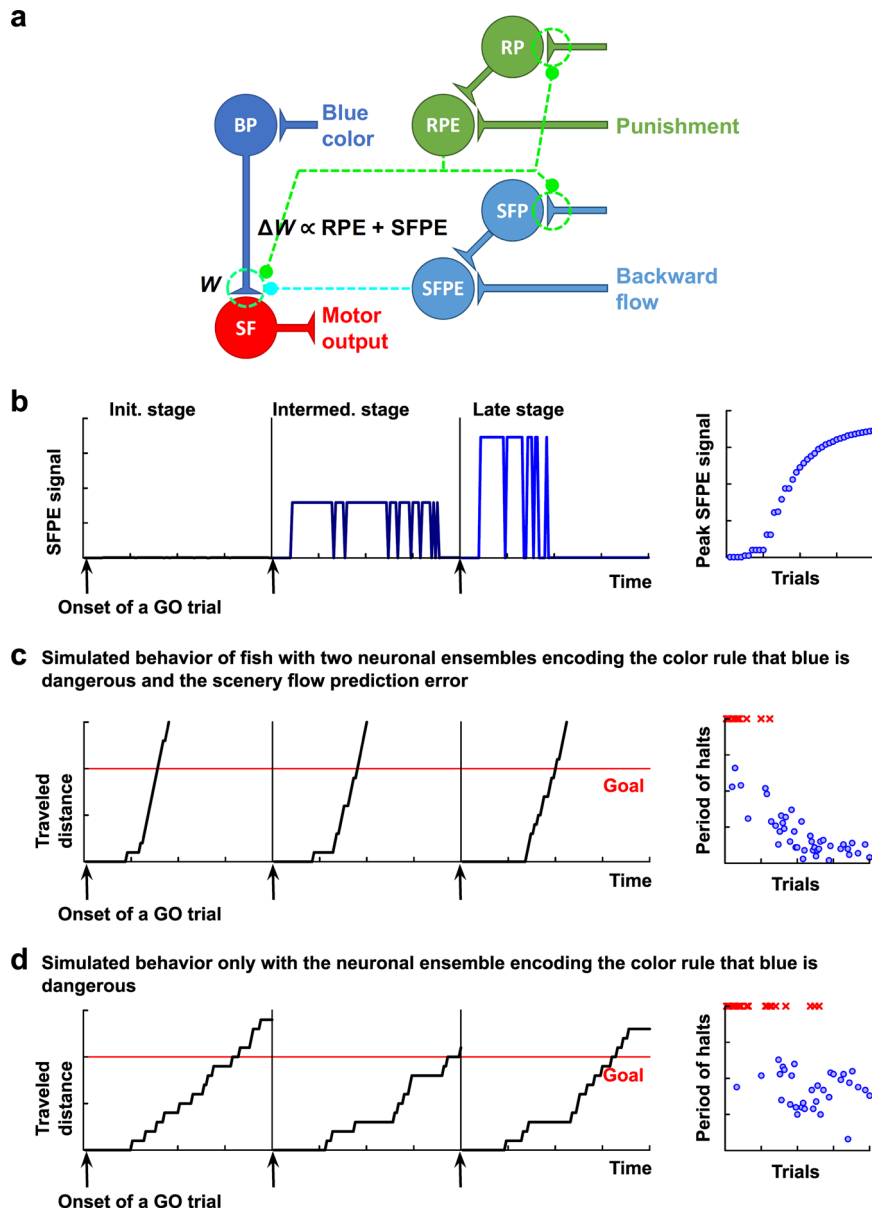 a
RP
BP
Blue
color
RPE
Punishment
SFP
ΔW ∝ RPE + SFPE
W
SFPE
Backward
flow
SF
Motor
output
b
Init. stage
Intermed. stage
Late stage
SFPE signal
Time
Onset of a GO trial
Peak SFPE signal
Trials
c Simulated behavior of fish with two neuronal ensembles encoding the color rule that blue is
dangerous and the scenery flow prediction error
Traveled
distance
Goal
Time
Onset of a GO trial
Period of halts
Trials
d Simulated behavior only with the neuronal ensemble encoding the color rule that blue is
dangerous
Traveled
distance
Goal
Time
Onset of a GO trial
Period of halts
Trials